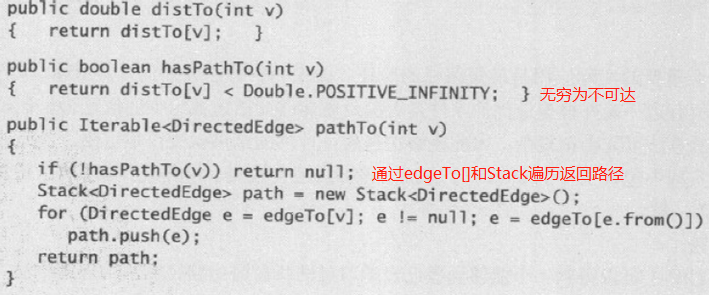 public double distTo(int v)
{   return distTo[v];   }
public boolean hasPathTo(int v)
{   return distTo[v] < Double.POSITIVE_INFINITY;   } 无穷为不可达
public Iterable<DirectedEdge> pathTo(int v)
{
   if (!hasPathTo(v)) return null; 通过edgeTo[]和Stack遍历返回路径
   Stack<DirectedEdge> path = new Stack<DirectedEdge>();
   for (DirectedEdge e = edgeTo[v]; e != null; e = edgeTo[e.from()])
      path.push(e);
   return path;
}